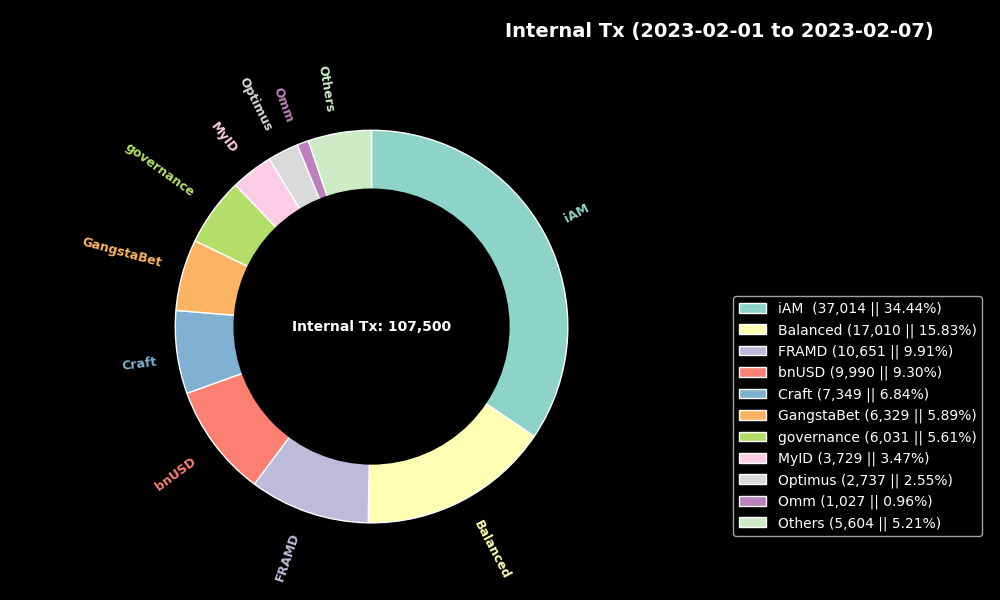 Internal Tx (2023-02-01 to 2023-02-07)
Others
Omm
Optimus
MyID
governance
iAM
GangstaBet
Internal Tx: 107,500
Craft
bnUSD
FRAMD
Balanced
iAM  (37,014 || 34.44%)
Balanced (17,010 || 15.83%)
FRAMD (10,651 || 9.91%)
bnUSD (9,990 || 9.30%)
Craft (7,349 || 6.84%)
GangstaBet (6,329 || 5.89%)
governance (6,031 || 5.61%)
MyID (3,729 || 3.47%)
Optimus (2,737 || 2.55%)
Omm (1,027 || 0.96%)
Others (5,604 || 5.21%)